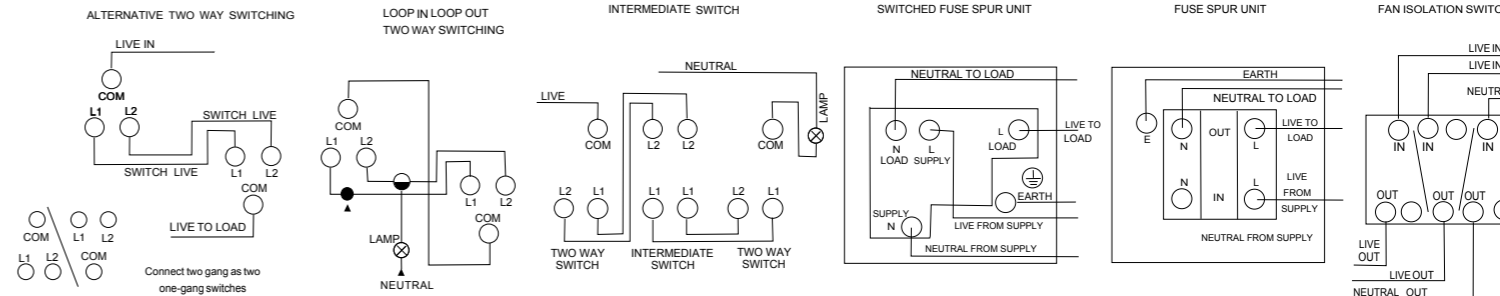 ALTERNATIVE TWO WAY SWITCHING
LIVE IN
COM
L1 L2
SWITCH LIVE
SWITCH LIVE
L1 L2
COM
LIVE TO LOAD
COM L1 L2
L1 L2 COM
Connect two gang as two
one-gang switches
LOOP IN LOOP OUT
TWO WAY SWITCHING
COM
L1 L2
L1 L2
COM
LAMP
NEUTRAL
INTERMEDIATE SWITCH
NEUTRAL
LIVE
LAMP
COM L2 L2 COM
L2 L1 L1 L1 L2 L1
TWO WAY
SWITCH
INTERMEDIATE
SWITCH
TWO WAY
SWITCH
SWITCHED FUSE SPUR UNIT
NEUTRAL TO LOAD
N
LOAD
L
SUPPLY
L
LOAD
LIVE TO
LOAD
EARTH
SUPPLY
N
LIVE FROM SUPPLY
NEUTRAL FROM SUPPLY
FUSE SPUR UNIT
EARTH
NEUTRAL TO LOAD
E
N OUT L
LIVE TO
LOAD
N IN L
LIVE
FROM
SUPPLY
NEUTRAL FROM SUPPLY
FAN ISOLATION SWITC
LIVE IN
LIVE IN
NEUTR
IN IN IN
OUT OUT OUT
LIVE
OUT
LIVE OUT
NEUTRAL OUT